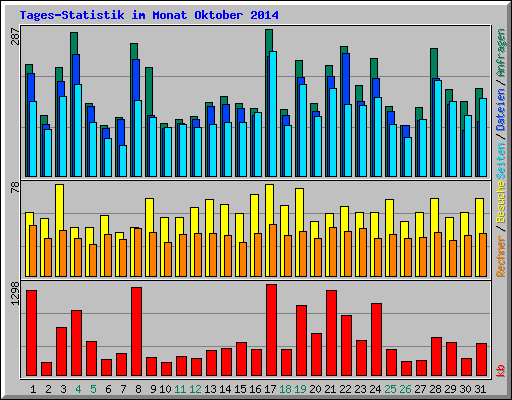 Tages-Statistik im Monat Oktober 2014
287
78
1298
Rechner / Besuche Seiten / Dateien / Anfragen
kb
1 2 3 4 5 6 7 8 9 10 11 12 13 14 15 16 17 18 19 20 21 22 23 24 25 26 27 28 29 30 31